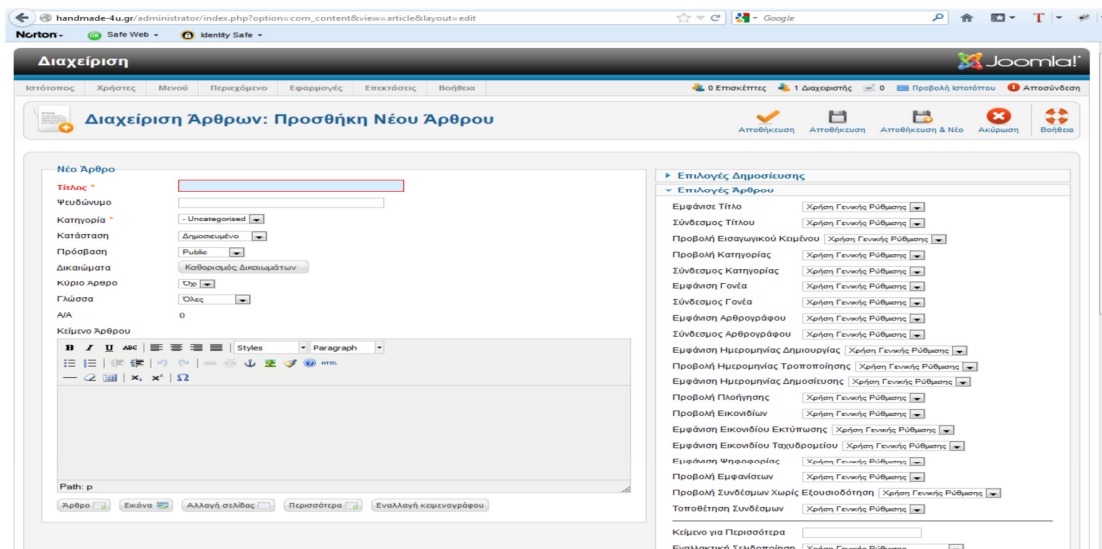 handmade-4u.gr/administrator/index.php?option=com_content&view=article&layout=edit
Google
Norton
OK Safe Web
Identity Safe
Διαχείριση
Joomla!
Ιστότοπος Χρήστες Μενού Περιεχόμενο Εφαρμογές Επεκτάσεις Βοήθεια
0 Επισκέπτες 1 Διαχειριστής 0 Προβολή Ιστοτόπου Αποσύνδεση
Διαχείριση Άρθρων: Προσθήκη Νέου Άρθρου
Αποθήκευση Αποθήκευση Αποθήκευση & Νέο Ακύρωση Βοήθεια
Νέο Άρθρο
Τίτλος *
Ψευδώνυμο
Κατηγορία * - Uncategorised
Κατάσταση Δημοσιευμένο
Πρόσβαση Public
Δικαιώματα Καθορισμός Δικαιωμάτων
Κύριο Άρθρο Όχι
Γλώσσα Όλες
Α/Α 0
Κείμενο Άρθρου
B I U ABC Styles Paragraph
HTML
x₂ x² Ω
Path: p
Άρθρο Εικόνα Αλλαγή σελίδας Περισσότερα Εναλλαγή κειμενογράφου
Επιλογές Δημοσίευσης
Επιλογές Άρθρου
Εμφάνισε Τίτλο Χρήση Γενικής Ρύθμισης
Σύνδεσμος Τίτλου Χρήση Γενικής Ρύθμισης
Προβολή Εισαγωγικού Κειμένου Χρήση Γενικής Ρύθμισης
Προβολή Κατηγορίας Χρήση Γενικής Ρύθμισης
Σύνδεσμος Κατηγορίας Χρήση Γενικής Ρύθμισης
Εμφάνιση Γονέα Χρήση Γενικής Ρύθμισης
Σύνδεσμος Γονέα Χρήση Γενικής Ρύθμισης
Εμφάνιση Αρθρογράφου Χρήση Γενικής Ρύθμισης
Σύνδεσμος Αρθρογράφου Χρήση Γενικής Ρύθμισης
Εμφάνιση Ημερομηνίας Δημιουργίας Χρήση Γενικής Ρύθμισης
Προβολή Ημερομηνίας Τροποποίησης Χρήση Γενικής Ρύθμισης
Εμφάνιση Ημερομηνίας Δημοσίευσης Χρήση Γενικής Ρύθμισης
Προβολή Πλοήγησης Χρήση Γενικής Ρύθμισης
Προβολή Εικονιδίων Χρήση Γενικής Ρύθμισης
Εμφάνιση Εικονιδίου Εκτύπωσης Χρήση Γενικής Ρύθμισης
Εμφάνιση Εικονιδίου Ταχυδρομείου Χρήση Γενικής Ρύθμισης
Εμφάνιση Ψηφοφορίας Χρήση Γενικής Ρύθμισης
Προβολή Εμφανίσεων Χρήση Γενικής Ρύθμισης
Προβολή Συνδέσμων Χωρίς Εξουσιοδότηση Χρήση Γενικής Ρύθμισης
Τοποθέτηση Συνδέσμων Χρήση Γενικής Ρύθμισης
Κείμενο για Περισσότερα
Εναλλακτική Σελιδοποίηση Χρήση Γενικής Ρύθμισης